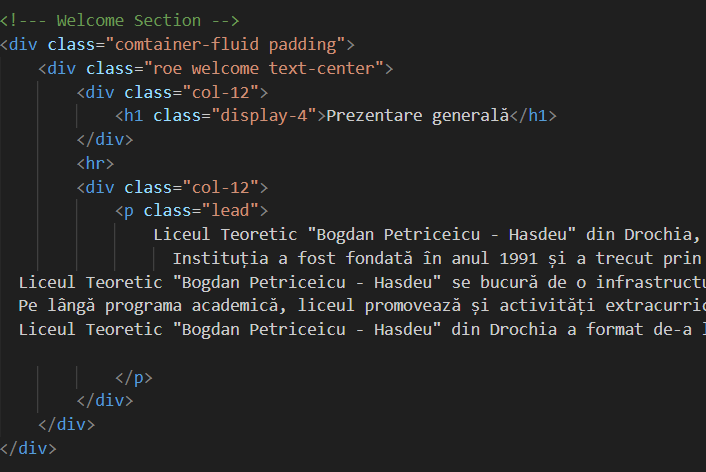 <!--- Welcome Section -->
<div class="comtainer-fluid padding">
<div class="roe welcome text-center">
<div class="col-12">
<h1 class="display-4">Prezentare generală</h1>
</div>
<hr>
<div class="col-12">
<p class="lead">
Liceul Teoretic "Bogdan Petriceicu - Hasdeu" din Drochia,
Instituția a fost fondată în anul 1991 și a trecut prin
Liceul Teoretic "Bogdan Petriceicu - Hasdeu" se bucură de o infrastructu
Pe lângă programa academică, liceul promovează și activități extracurric
Liceul Teoretic "Bogdan Petriceicu - Hasdeu" din Drochia a format de-a l
</p>
</div>
</div>
</div>